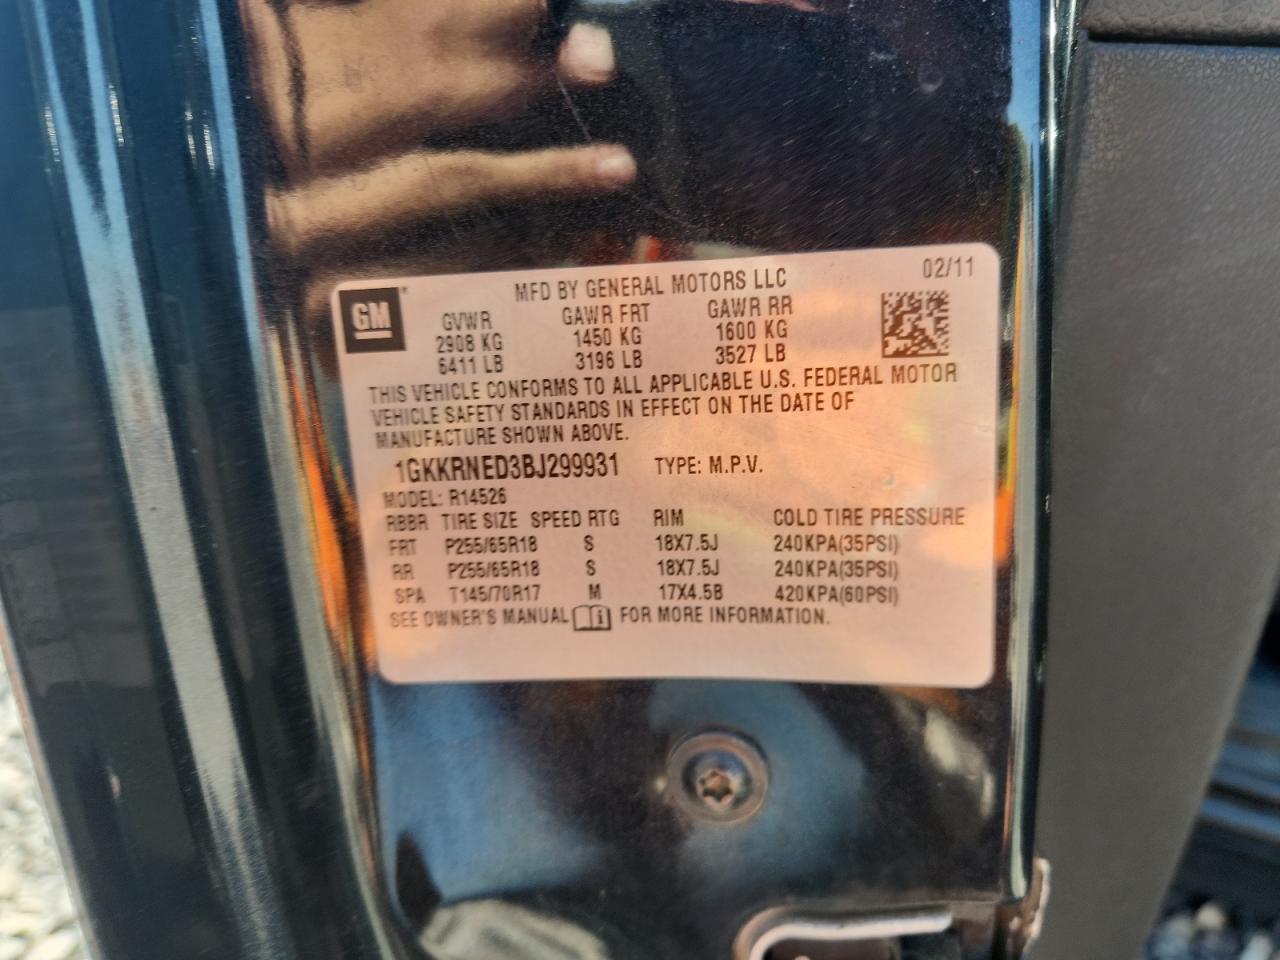 02/11
GM MFD BY GENERAL MOTORS LLC
GVWR GAWR FRT GAWR RR
2908 KG 1450 KG 1600 KG
6411 LB 3196 LB 3527 LB
THIS VEHICLE CONFORMS TO ALL APPLICABLE U.S. FEDERAL MOTOR
VEHICLE SAFETY STANDARDS IN EFFECT ON THE DATE OF
MANUFACTURE SHOWN ABOVE.
1GKKRNED3BJ299931 TYPE: M.P.V.
MODEL: R14526
RBBR TIRE SIZE SPEED RTG RIM COLD TIRE PRESSURE
FRT P255/65R18 S 18X7.5J 240KPA(35PSI)
RR P255/65R18 S 18X7.5J 240KPA(35PSI)
SPA T145/70R17 M 17X4.5B 420KPA(60PSI)
SEE OWNER'S MANUAL FOR MORE INFORMATION.